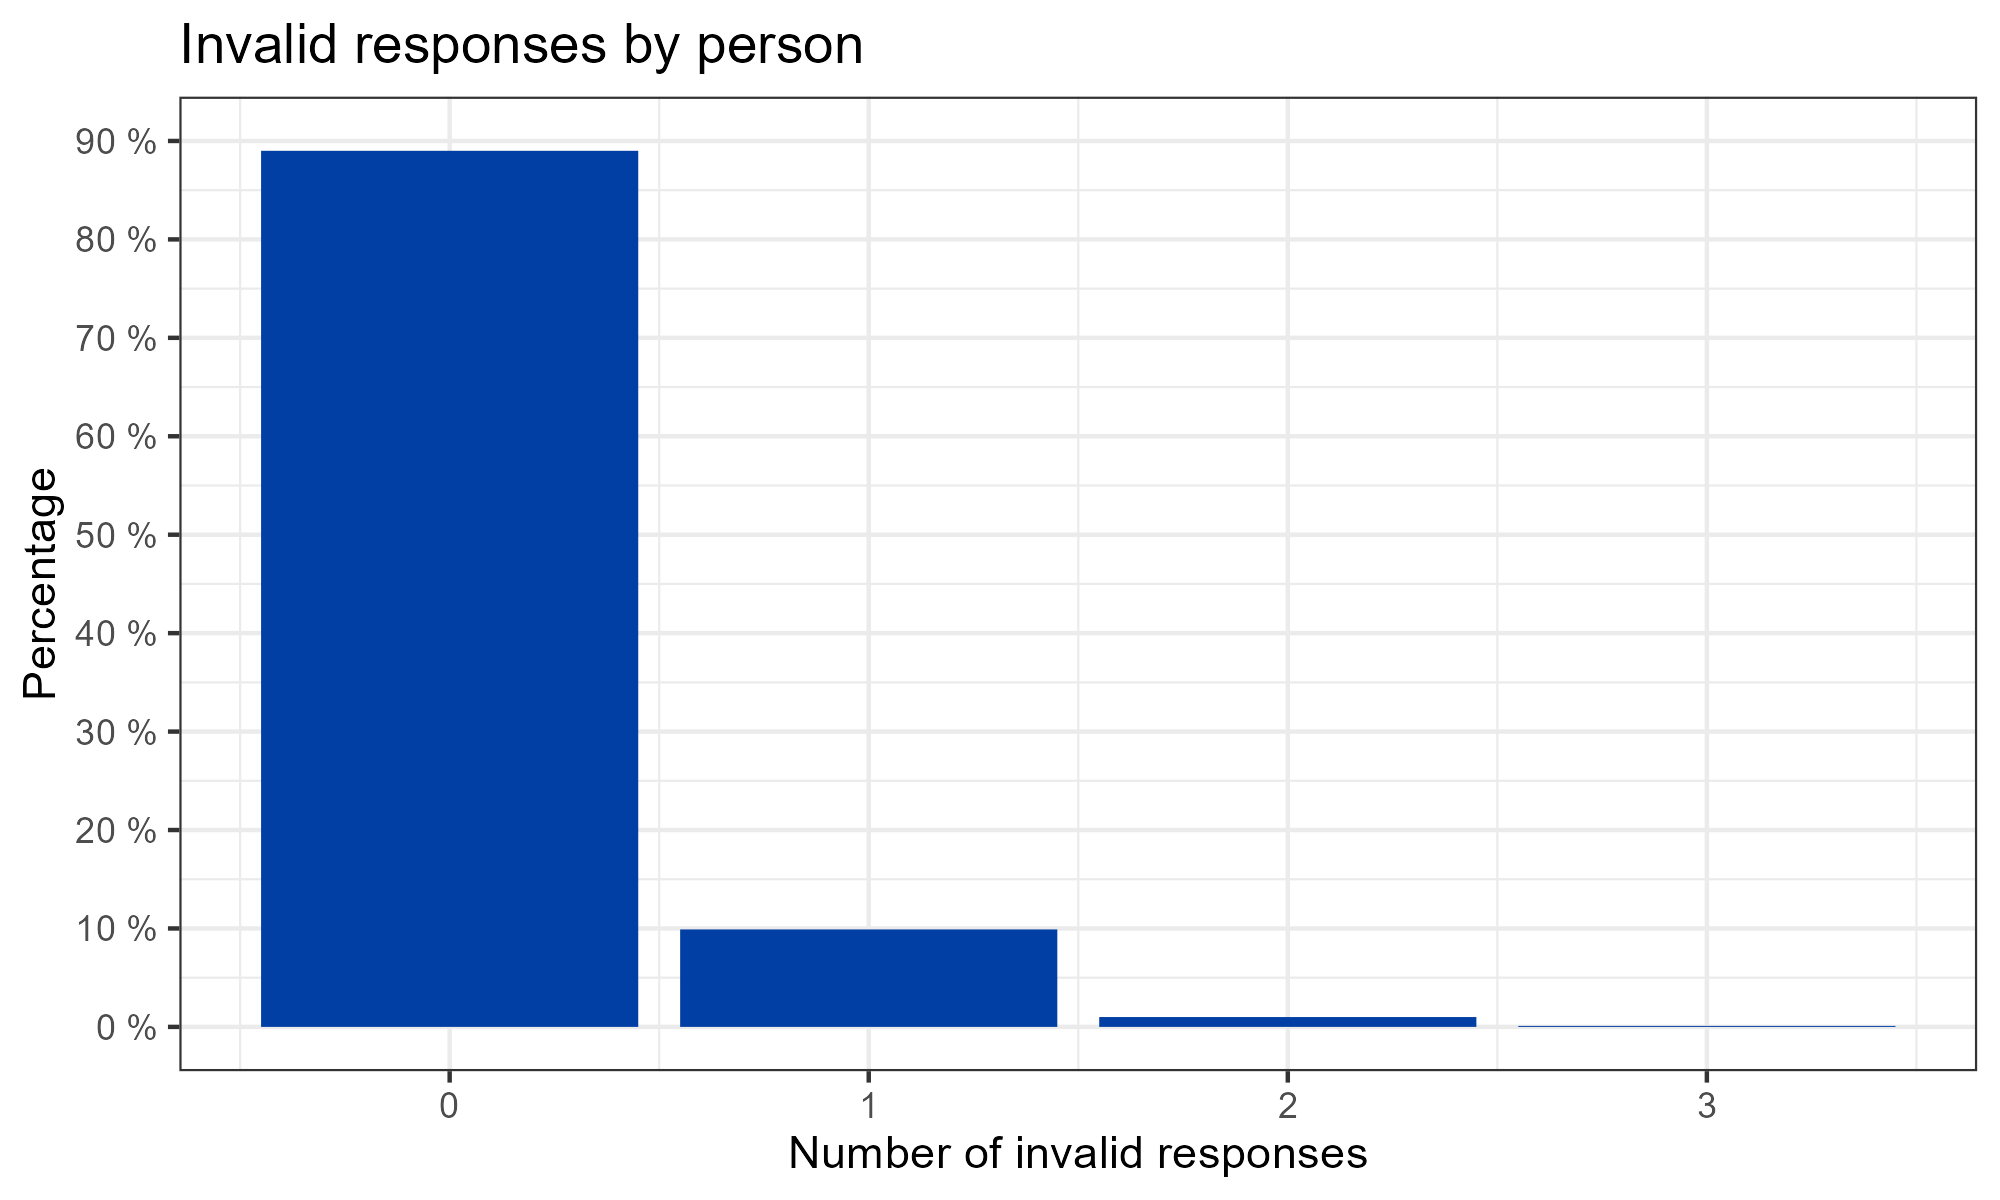 Invalid responses by person
90 %
80 %
70 %
60 %
50 %
40 %
30 %
20 %
10 %
0 %
Percentage
0 1 2 3
Number of invalid responses